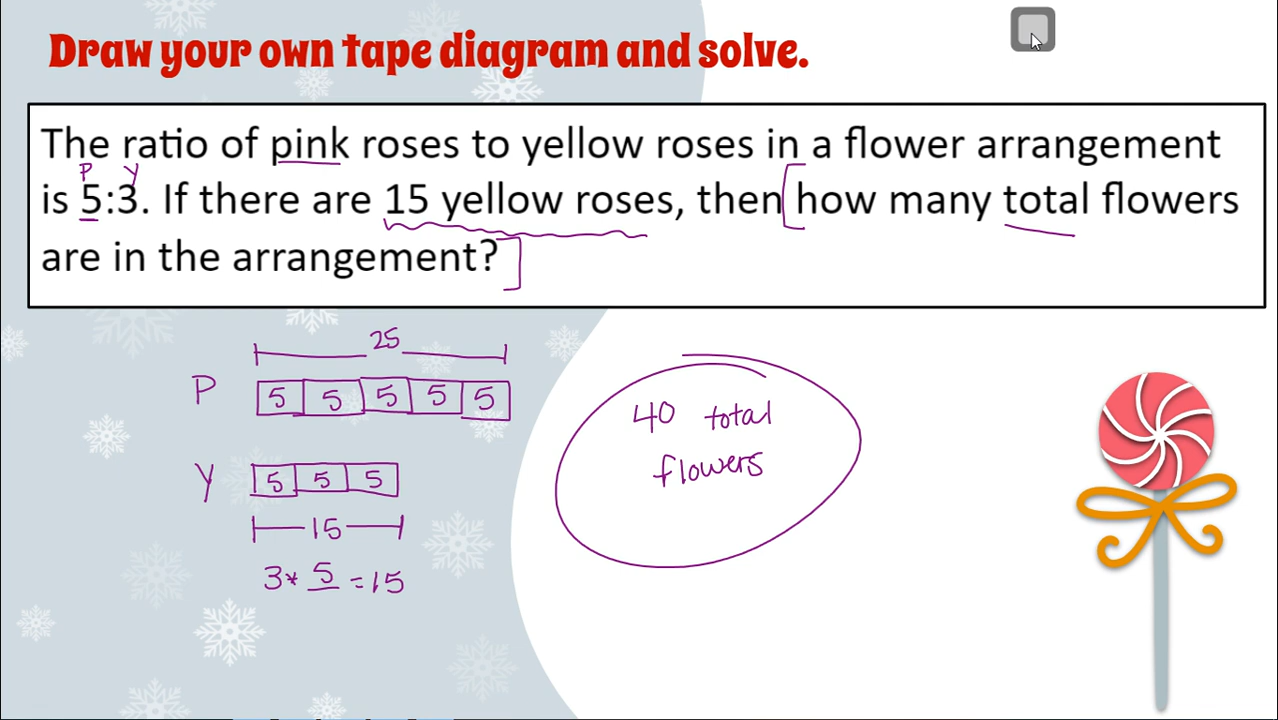 Draw your own tape diagram and solve.
The ratio of pink roses to yellow roses in a flower arrangement
P Y
is 5:3. If there are 15 yellow roses, then how many total flowers
are in the arrangement?
25
P 5 5 5 5 5
40 total
flowers
Y 5 5 5
15
3 * 5 = 15